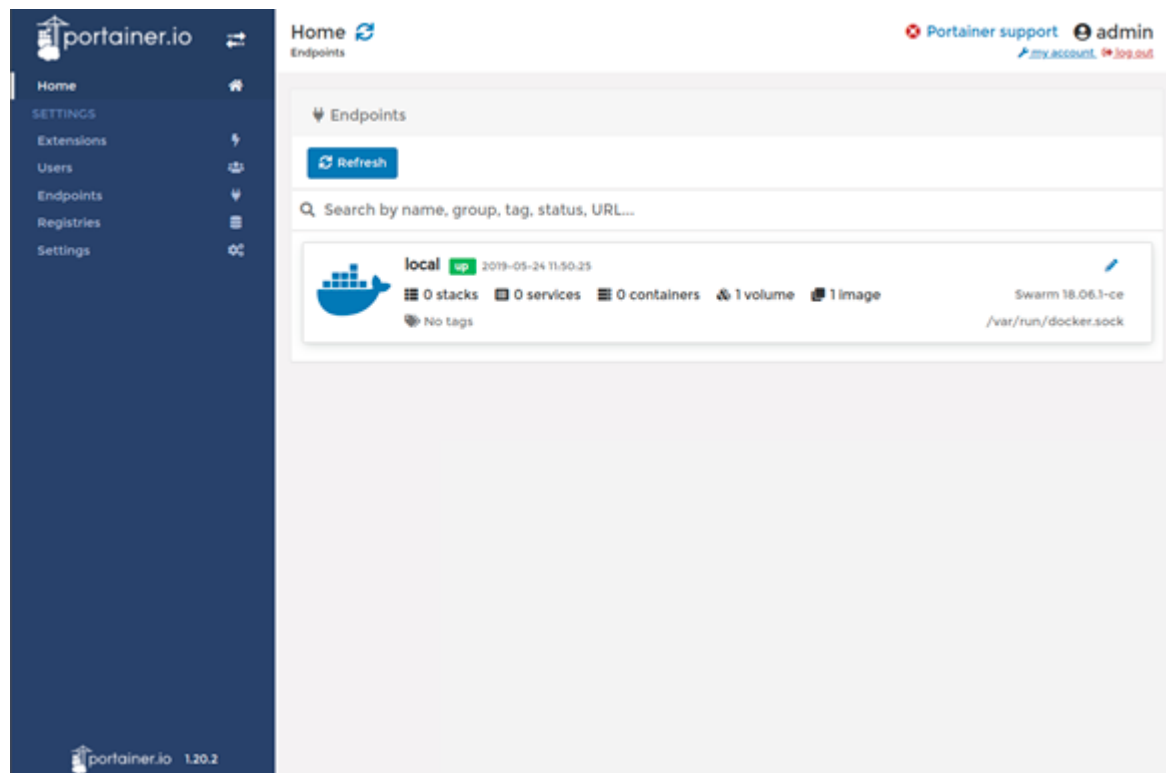 portainer.io
Home
SETTINGS
Extensions
Users
Endpoints
Registries
Settings
portainer.io 1.20.2
Home
Endpoints
Portainer support admin
my account log out
Endpoints
Refresh
Search by name, group, tag, status, URL...
local up 2019-05-24 11:50:25
0 stacks 0 services 0 containers 1 volume 1 image
Swarm 18.06.1-ce
No tags
/var/run/docker.sock